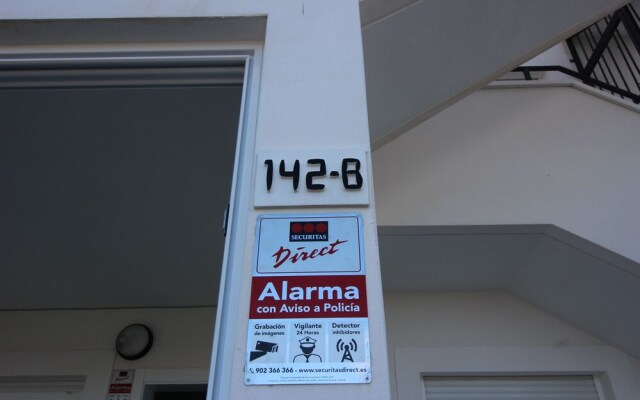 142-B
SECURITAS
Direct
Alarma
con Aviso a Policía
Grabación
de imágenes
Vigilante
24 Horas
Detector
inhibidores
902 366 366 - www.securitasdirect.es